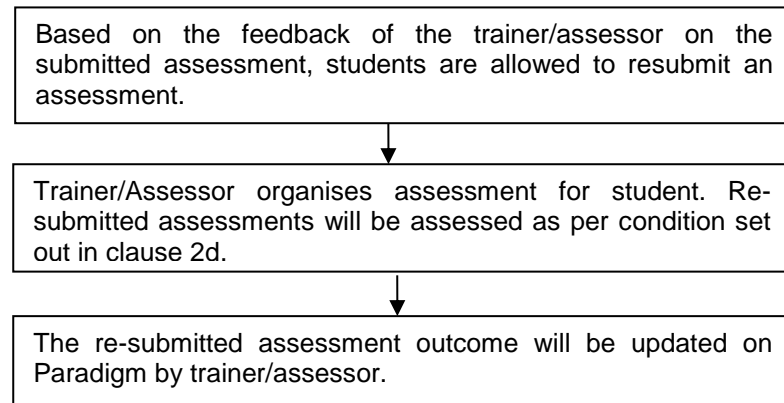 Based on the feedback of the trainer/assessor on the
submitted assessment, students are allowed to resubmit an
assessment.
Trainer/Assessor organises assessment for student. Re-
submitted assessments will be assessed as per condition set
out in clause 2d.
The re-submitted assessment outcome will be updated on
Paradigm by trainer/assessor.